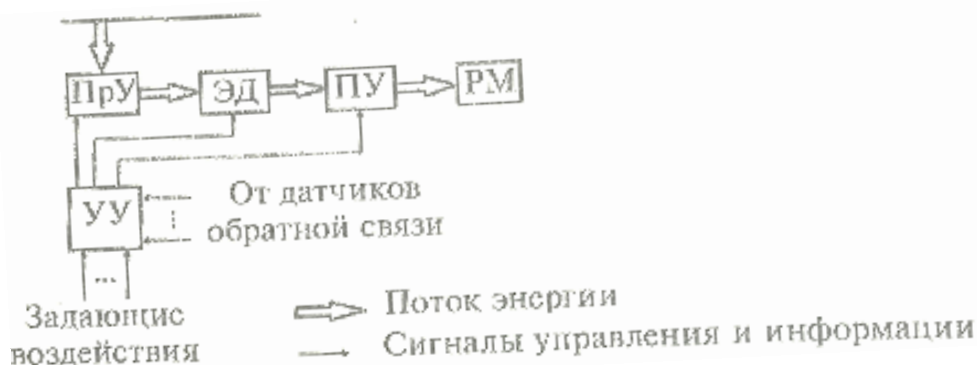 ПрУ ЭД ПУ РМ
УУ
От датчиков
обратной связи
...
Задающие
воздействия
Поток энергии
Сигналы управления и информации